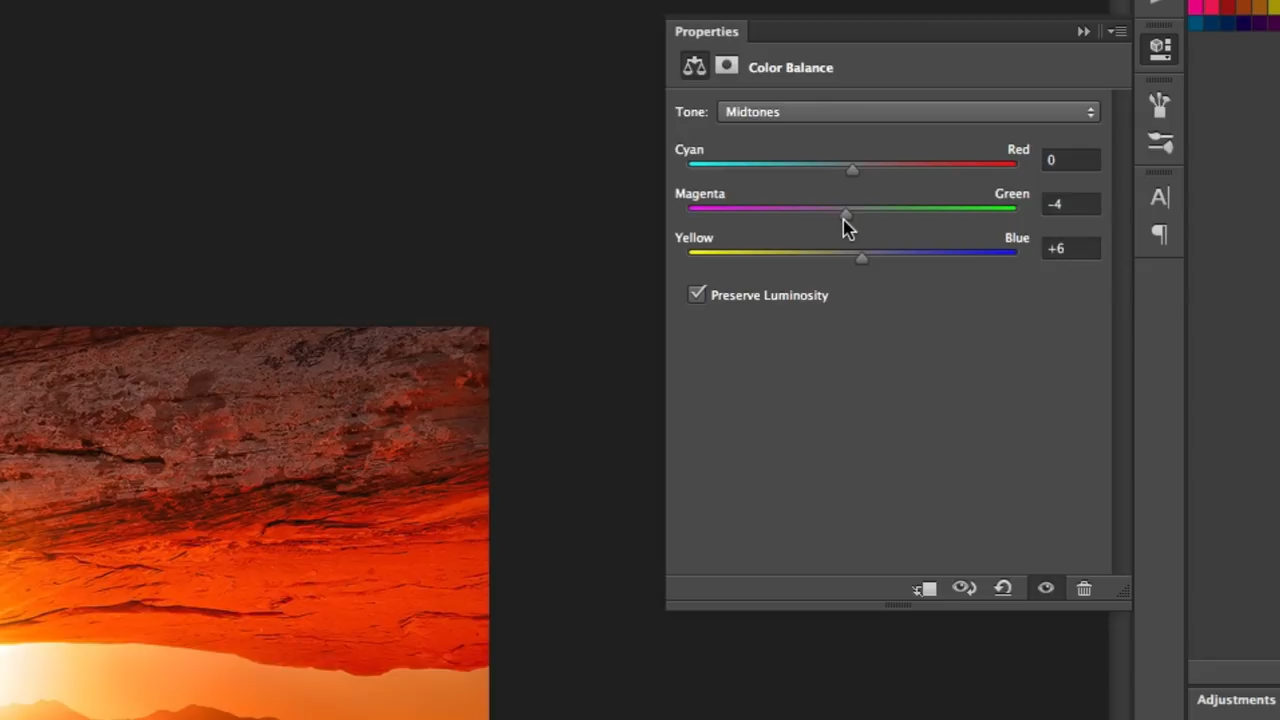 Properties
Color Balance
Tone: Midtones
Cyan Red 0
Magenta Green -4
Yellow Blue +6
Preserve Luminosity
A|
Adjustments